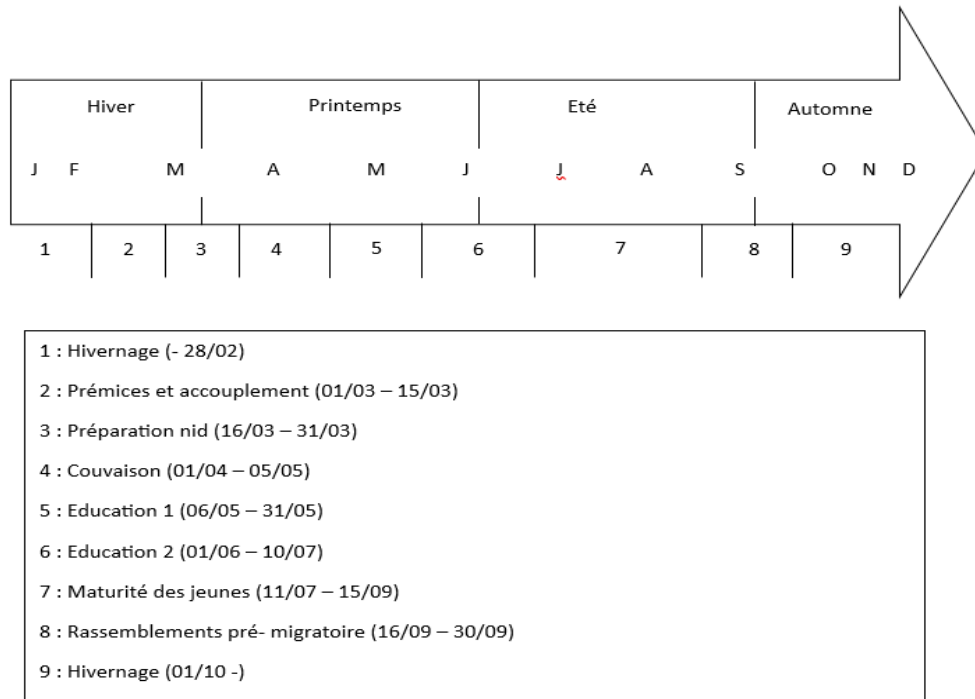 Hiver Printemps Eté Automne
J F M A M J J A S O N D
1 2 3 4 5 6 7 8 9
1 : Hivernage (- 28/02)
2 : Prémices et accouplement (01/03 – 15/03)
3 : Préparation nid (16/03 – 31/03)
4 : Couvaison (01/04 – 05/05)
5 : Education 1 (06/05 – 31/05)
6 : Education 2 (01/06 – 10/07)
7 : Maturité des jeunes (11/07 – 15/09)
8 : Rassemblements pré- migratoire (16/09 – 30/09)
9 : Hivernage (01/10 -)